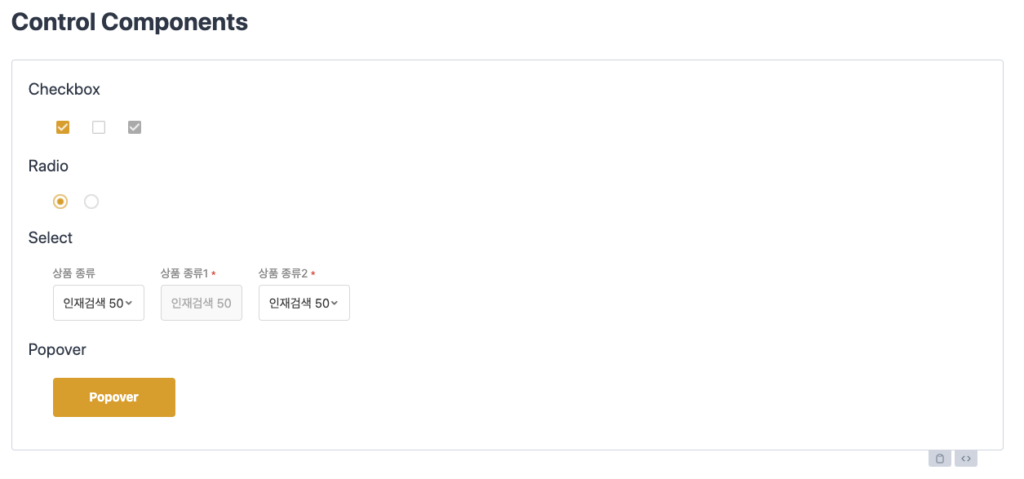 Control Components
Checkbox
Radio
Select
상품 종류 상품 종류1 * 상품 종류2 *
인재검색 50 인재검색 50 인재검색 50
Popover
Popover